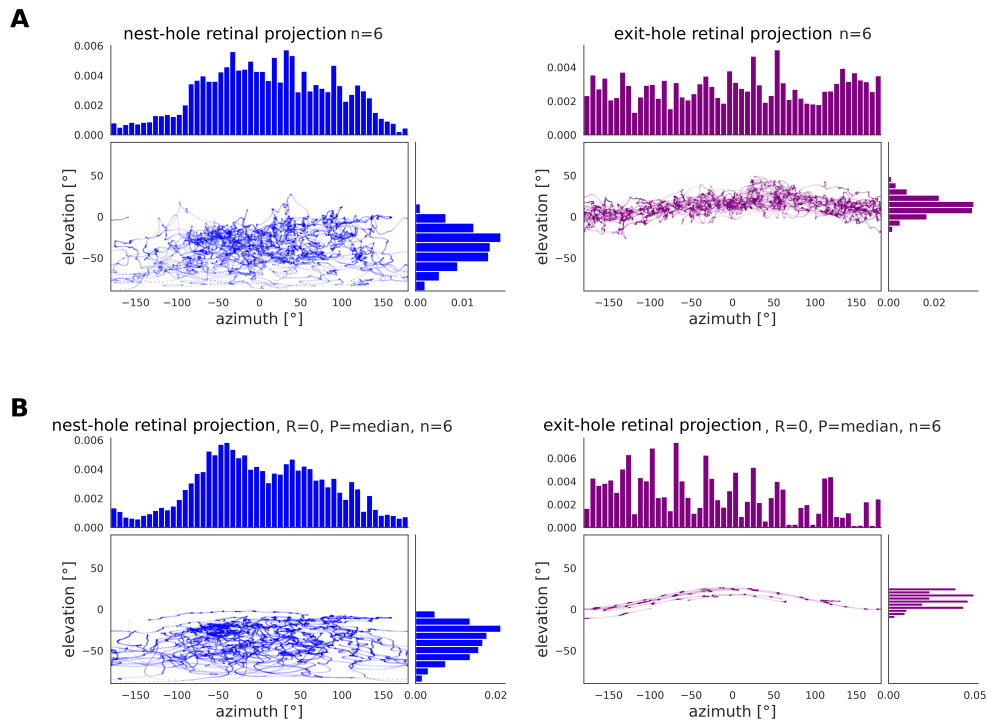 A
nest-hole retinal projection n=6
exit-hole retinal projection n=6
0.006
0.004
0.002
0.000
0.004
0.002
0.000
elevation [°]
50
0
−50
elevation [°]
50
0
−50
−150 −100 −50 0 50 100 150
0.00 0.01
−150 −100 −50 0 50 100 150
0.00 0.02
azimuth [°]
azimuth [°]
B
nest-hole retinal projection, R=0, P=median, n=6
exit-hole retinal projection, R=0, P=median, n=6
0.006
0.004
0.002
0.000
0.006
0.004
0.002
0.000
elevation [°]
50
0
−50
elevation [°]
50
0
−50
−150 −100 −50 0 50 100 150
0.00 0.02
−150 −100 −50 0 50 100 150
0.00 0.05
azimuth [°]
azimuth [°]